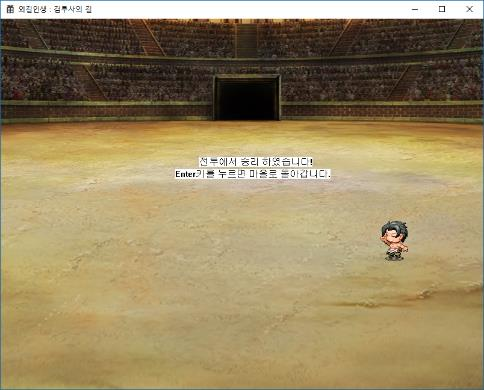 외길인생 : 검투사의 길
전투에서 승리 하였습니다!
Enter키를 누르면 마을로 돌아갑니다.